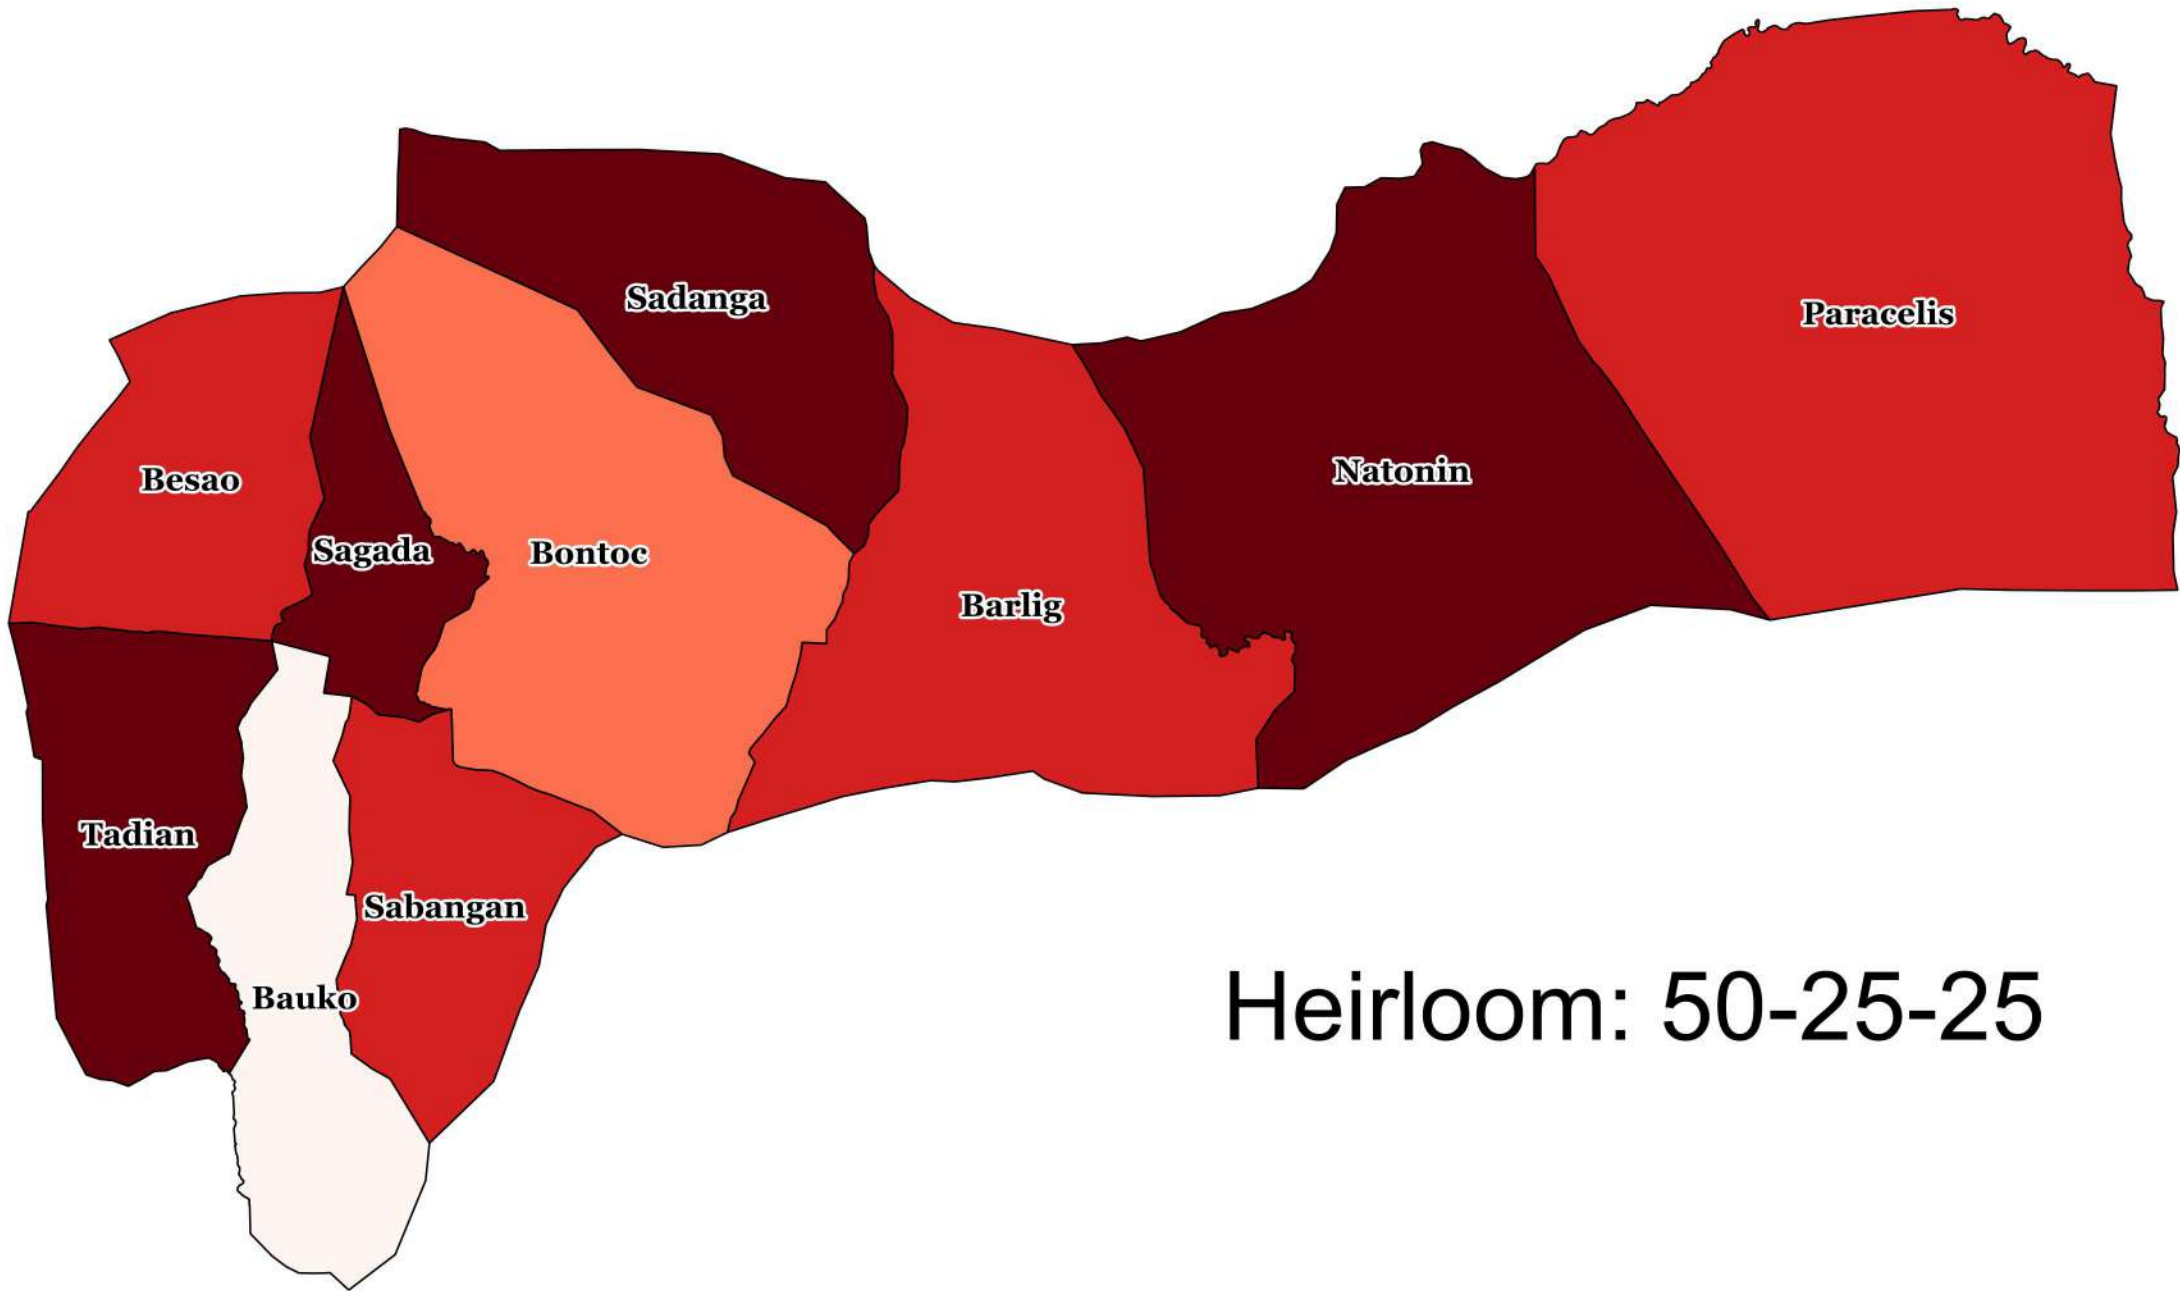 Sadanga
Paracelis
Natonin
Besao
Sagada
Bontoc
Barlig
Tadian
Sabangan
Bauko
Heirloom: 50-25-25